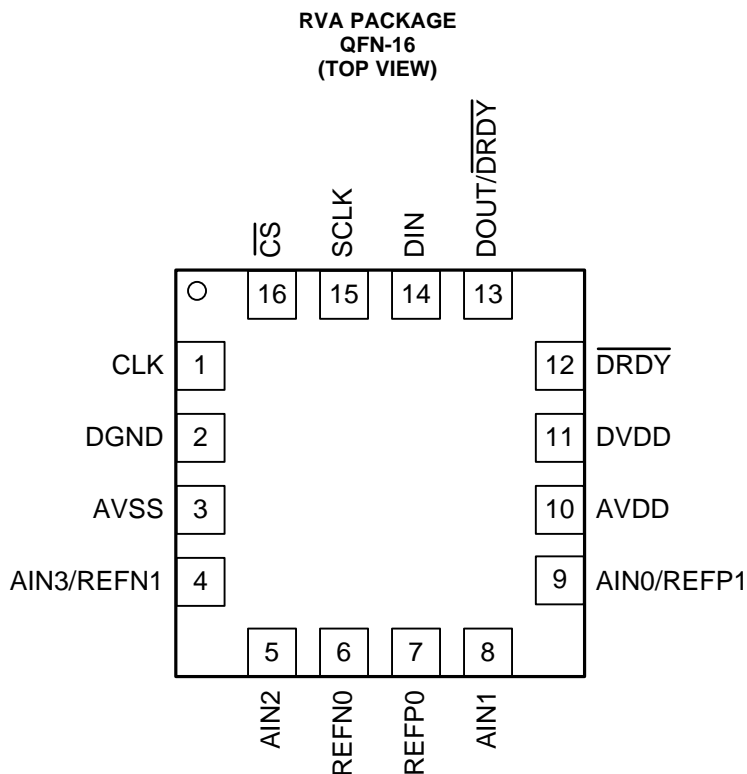 RVA PACKAGE
QFN-16
(TOP VIEW)
CS
SCLK
DIN
DOUT/DRDY
16
15
14
13
CLK
1
12
DRDY
DGND
2
11
DVDD
AVSS
3
10
AVDD
AIN3/REFN1
4
9
AIN0/REFP1
5
6
7
8
AIN2
REFN0
REFP0
AIN1